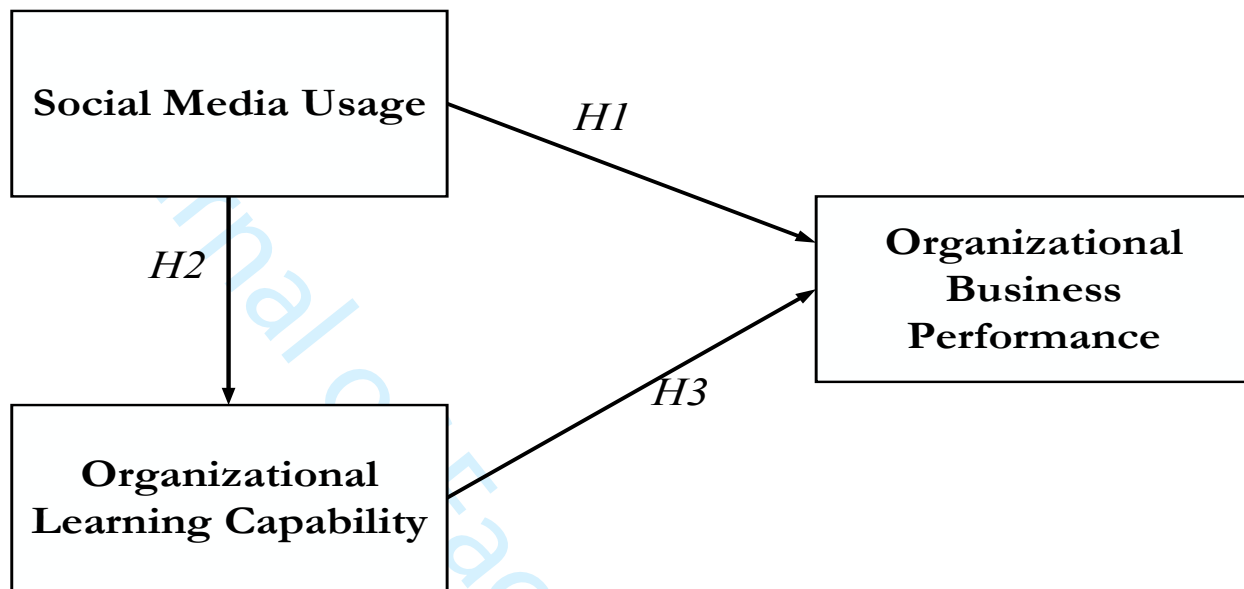 Social Media Usage
H1
H2
Organizational
Business
Performance
H3
Organizational
Learning Capability